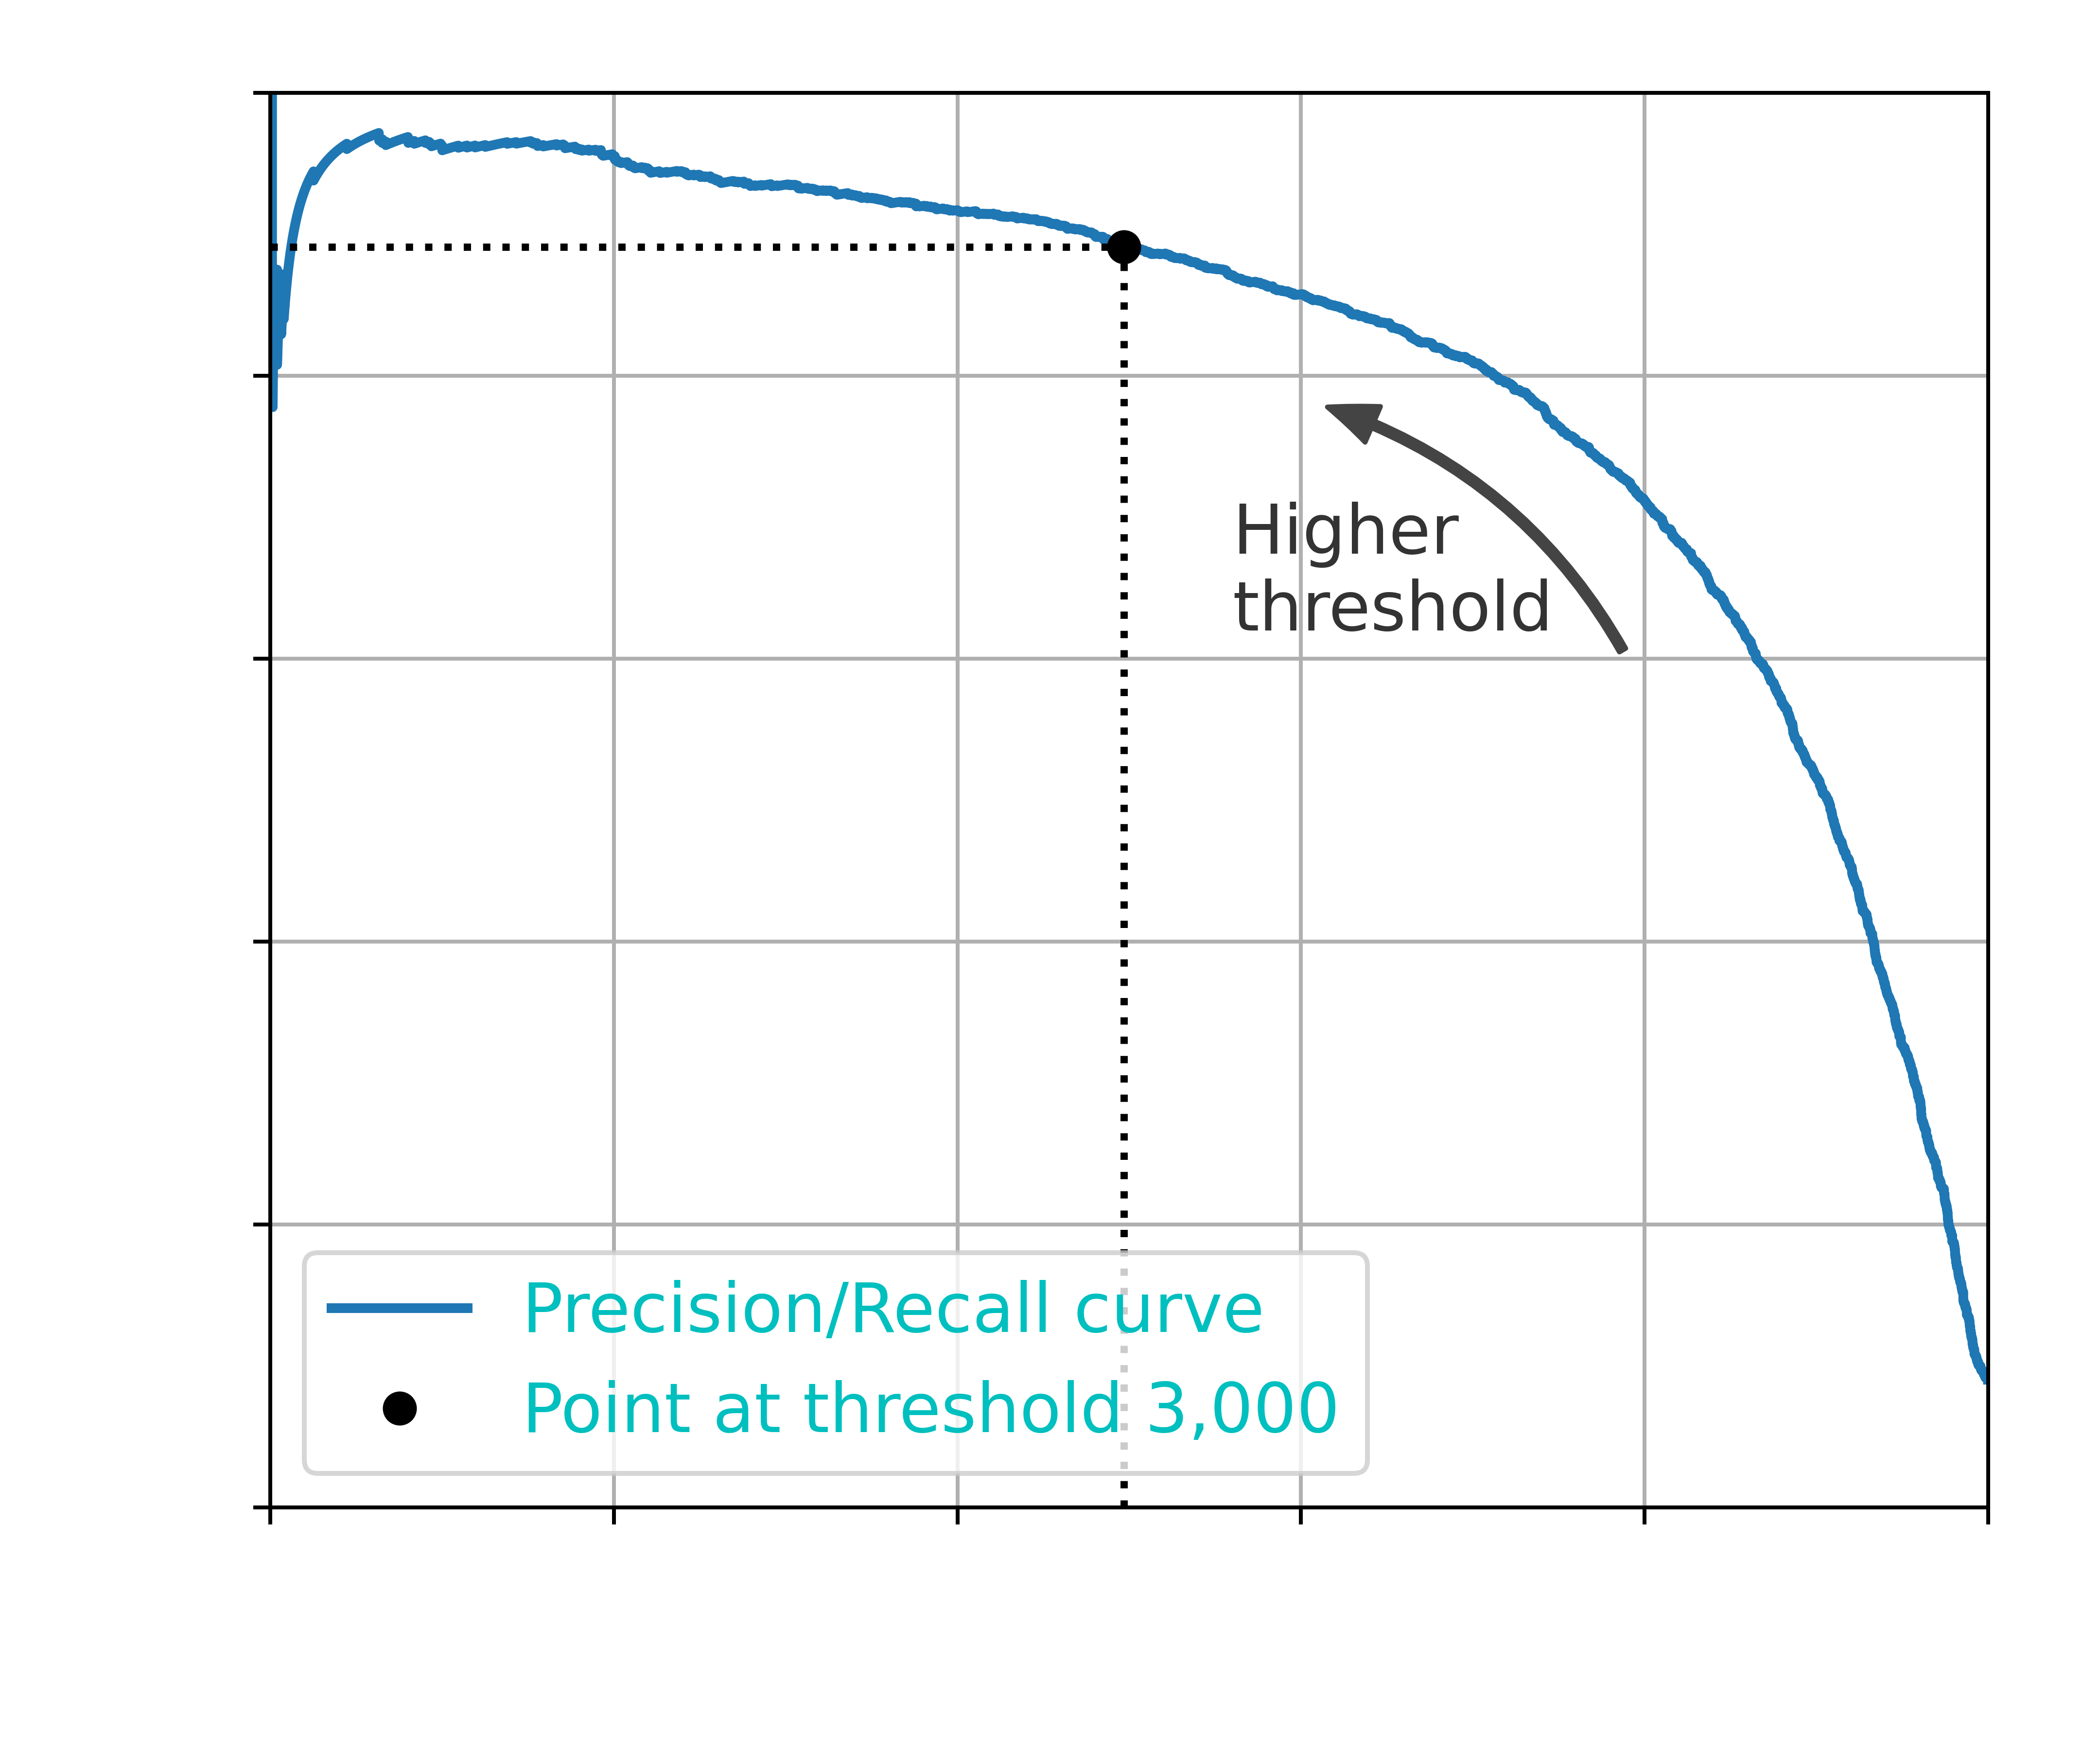 Higher
threshold
Precision/Recall curve
Point at threshold 3,000